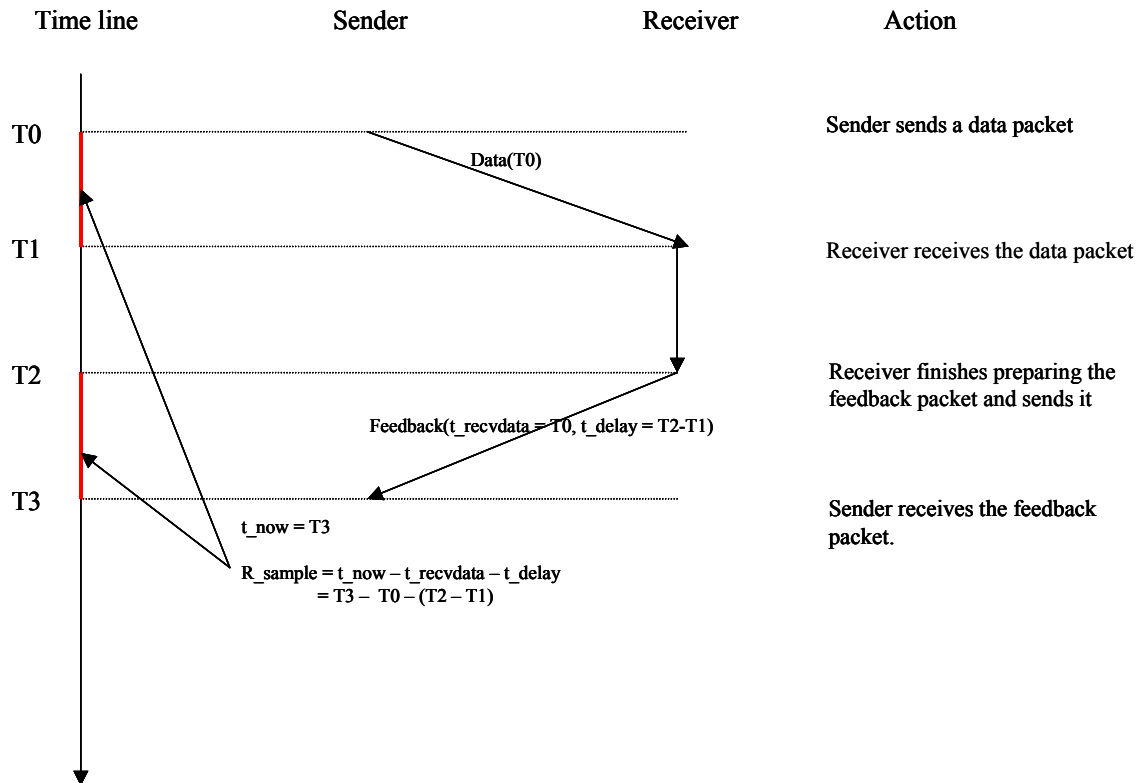 Time line Sender Receiver Action
T0
Sender sends a data packet
Data(T0)
T1
Receiver receives the data packet
T2
Receiver finishes preparing the
feedback packet and sends it
Feedback(t_recvdata = T0, t_delay = T2-T1)
T3
Sender receives the feedback
packet.
t_now = T3
R_sample = t_now – t_recvdata – t_delay
= T3 – T0 – (T2 – T1)